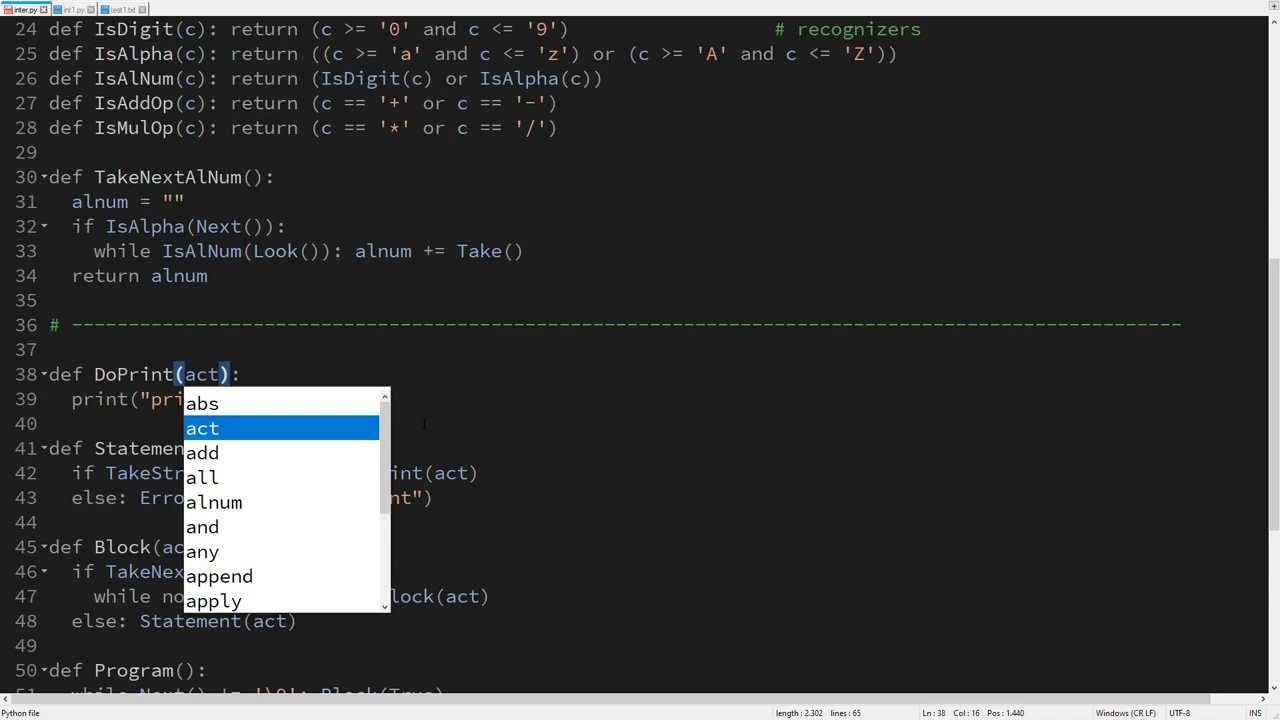 inter.py int1.py test1.txt
24 def IsDigit(c): return (c >= '0' and c <= '9') # recognizers
25 def IsAlpha(c): return ((c >= 'a' and c <= 'z') or (c >= 'A' and c <= 'Z'))
26 def IsAlNum(c): return (IsDigit(c) or IsAlpha(c))
27 def IsAddOp(c): return (c == '+' or c == '-')
28 def IsMulOp(c): return (c == '*' or c == '/')
29
30 def TakeNextAlNum():
31 alnum = ""
32 if IsAlpha(Next()):
33 while IsAlNum(Look()): alnum += Take()
34 return alnum
35
36 # --------------------------------------------------------------------------------------------------
37
38 def DoPrint(act):
39 print("pri
abs
40
act
41 def Statemen
add
42 if TakeStr int(act)
all
43 else: Erro nt")
alnum
44
and
45 def Block(ac
any
46 if TakeNex
append
47 while no lock(act)
apply
48 else: Statement(act)
49
50 def Program():
51 while Next() != '\0': Block(True)
Python file length : 2.302 lines : 65 Ln : 38 Col : 16 Pos : 1.440 Windows (CR LF) UTF-8 INS